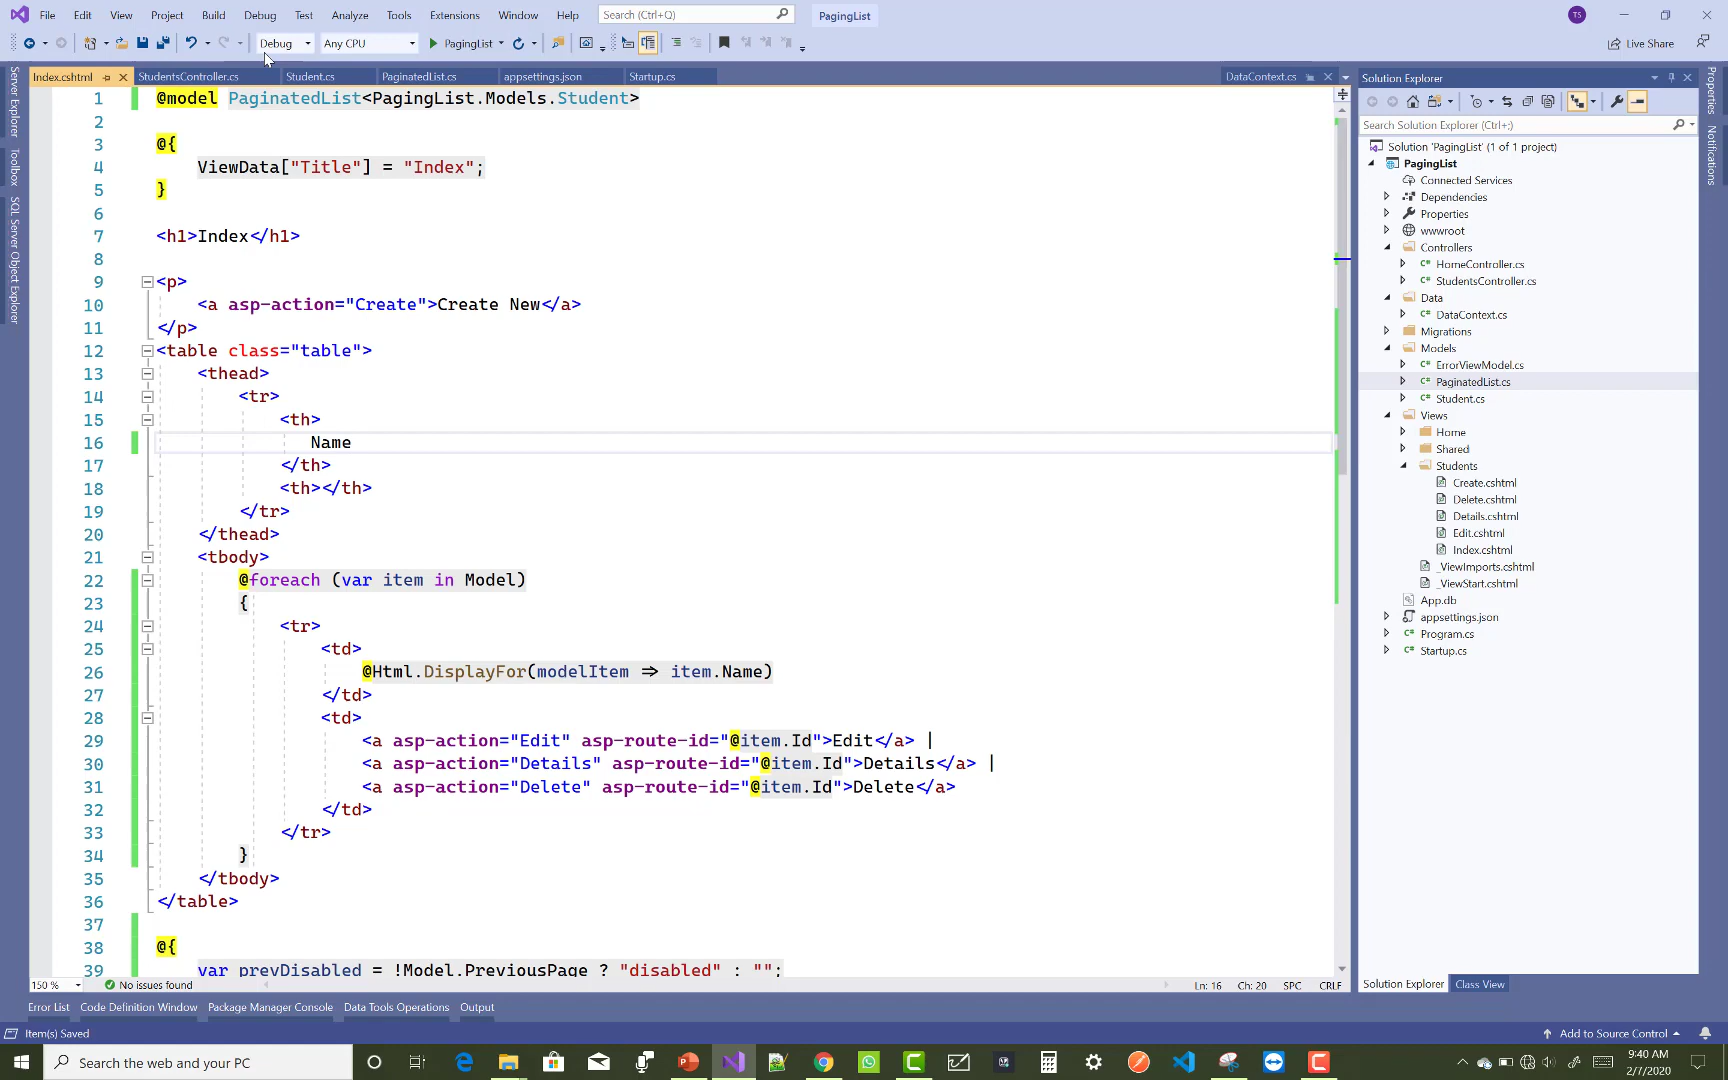 File Edit View Project Build Debug Test Analyze Tools Extensions Window Help Search (Ctrl+Q) PagingList TS
Debug Any CPU PagingList Live Share
Index.cshtml StudentsController.cs Student.cs PaginatedList.cs appsettings.json Startup.cs DataContext.cs
1 @model PaginatedList<PagingList.Models.Student>
2
3 @{
4 ViewData["Title"] = "Index";
5 }
6
7 <h1>Index</h1>
8
9 <p>
10 <a asp-action="Create">Create New</a>
11 </p>
12 <table class="table">
13 <thead>
14 <tr>
15 <th>
16 Name
17 </th>
18 <th></th>
19 </tr>
20 </thead>
21 <tbody>
22 @foreach (var item in Model)
23 {
24 <tr>
25 <td>
26 @Html.DisplayFor(modelItem => item.Name)
27 </td>
28 <td>
29 <a asp-action="Edit" asp-route-id="@item.Id">Edit</a> |
30 <a asp-action="Details" asp-route-id="@item.Id">Details</a> |
31 <a asp-action="Delete" asp-route-id="@item.Id">Delete</a>
32 </td>
33 </tr>
34 }
35 </tbody>
36 </table>
37
38 @{
39 var prevDisabled = !Model.PreviousPage ? "disabled" : "";
150 % No issues found Ln: 16 Ch: 20 SPC CRLF
Server Explorer
Toolbox
SQL Server Object Explorer
Solution Explorer
Search Solution Explorer (Ctrl+;)
Solution 'PagingList' (1 of 1 project)
PagingList
Connected Services
Dependencies
Properties
wwwroot
Controllers
HomeController.cs
StudentsController.cs
Data
DataContext.cs
Migrations
Models
ErrorViewModel.cs
PaginatedList.cs
Student.cs
Views
Home
Shared
Students
Create.cshtml
Delete.cshtml
Details.cshtml
Edit.cshtml
Index.cshtml
_ViewImports.cshtml
_ViewStart.cshtml
App.db
appsettings.json
Program.cs
Startup.cs
Solution Explorer Class View
Properties
Notifications
Error List Code Definition Window Package Manager Console Data Tools Operations Output
Item(s) Saved Add to Source Control
Search the web and your PC
9:40 AM
2/7/2020